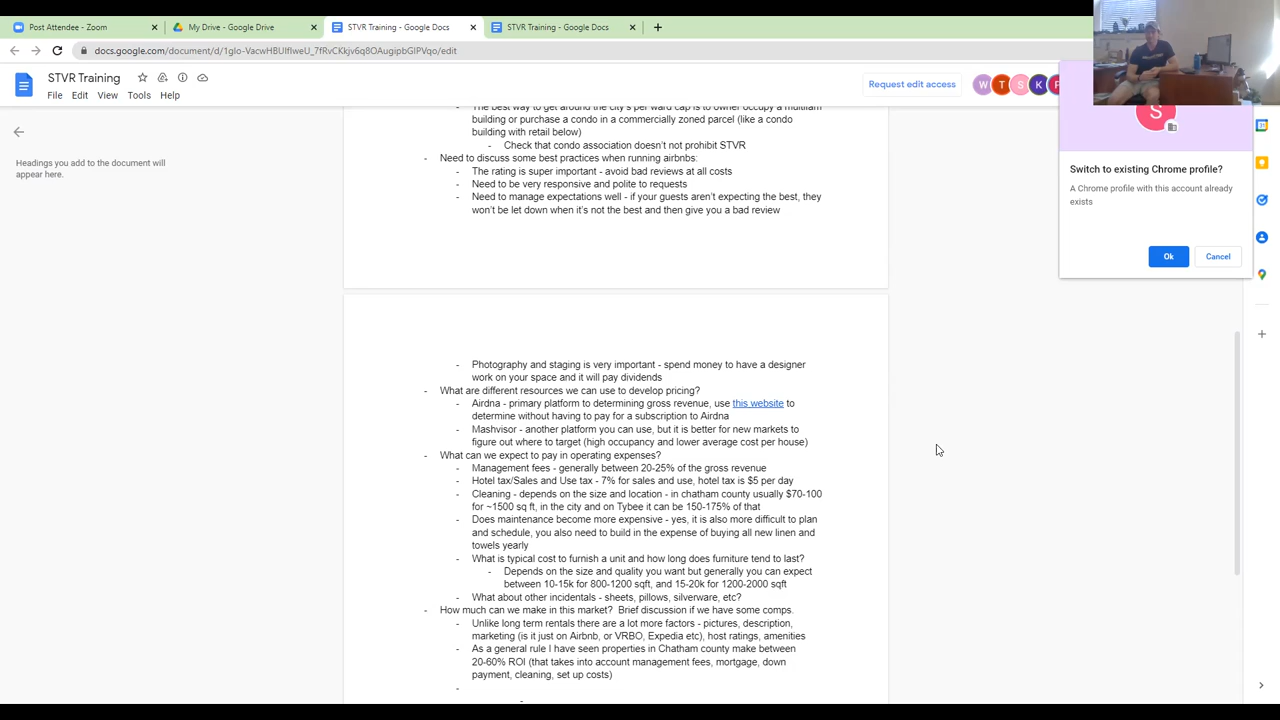 Post Attendee - Zoom
My Drive - Google Drive
STVR Training - Google Docs
STVR Training - Google Docs
docs.google.com/document/d/1glo-VacwHBUIfIweU_7fRvCKkjv6q8OAugipbGIPVqo/edit
STVR Training
File Edit View Tools Help
Request edit access
W T S K
S
Switch to existing Chrome profile?
A Chrome profile with this account already
exists
Ok Cancel
Headings you add to the document will
appear here.
- The best way to get around the city's per ward cap is to owner occupy a multifam
building or purchase a condo in a commercially zoned parcel (like a condo
building with retail below)
- Check that condo association doesn't not prohibit STVR
- Need to discuss some best practices when running airbnbs:
- The rating is super important - avoid bad reviews at all costs
- Need to be very responsive and polite to requests
- Need to manage expectations well - if your guests aren't expecting the best, they
won't be let down when it's not the best and then give you a bad review
- Photography and staging is very important - spend money to have a designer
work on your space and it will pay dividends
- What are different resources we can use to develop pricing?
- Airdna - primary platform to determining gross revenue, use this website to
determine without having to pay for a subscription to Airdna
- Mashvisor - another platform you can use, but it is better for new markets to
figure out where to target (high occupancy and lower average cost per house)
- What can we expect to pay in operating expenses?
- Management fees - generally between 20-25% of the gross revenue
- Hotel tax/Sales and Use tax - 7% for sales and use, hotel tax is $5 per day
- Cleaning - depends on the size and location - in chatham county usually $70-100
for ~1500 sq ft, in the city and on Tybee it can be 150-175% of that
- Does maintenance become more expensive - yes, it is also more difficult to plan
and schedule, you also need to build in the expense of buying all new linen and
towels yearly
- What is typical cost to furnish a unit and how long does furniture tend to last?
- Depends on the size and quality you want but generally you can expect
between 10-15k for 800-1200 sqft, and 15-20k for 1200-2000 sqft
- What about other incidentals - sheets, pillows, silverware, etc?
- How much can we make in this market? Brief discussion if we have some comps.
- Unlike long term rentals there are a lot more factors - pictures, description,
marketing (is it just on Airbnb, or VRBO, Expedia etc), host ratings, amenities
- As a general rule I have seen properties in Chatham county make between
20-60% ROI (that takes into account management fees, mortgage, down
payment, cleaning, set up costs)
-
-